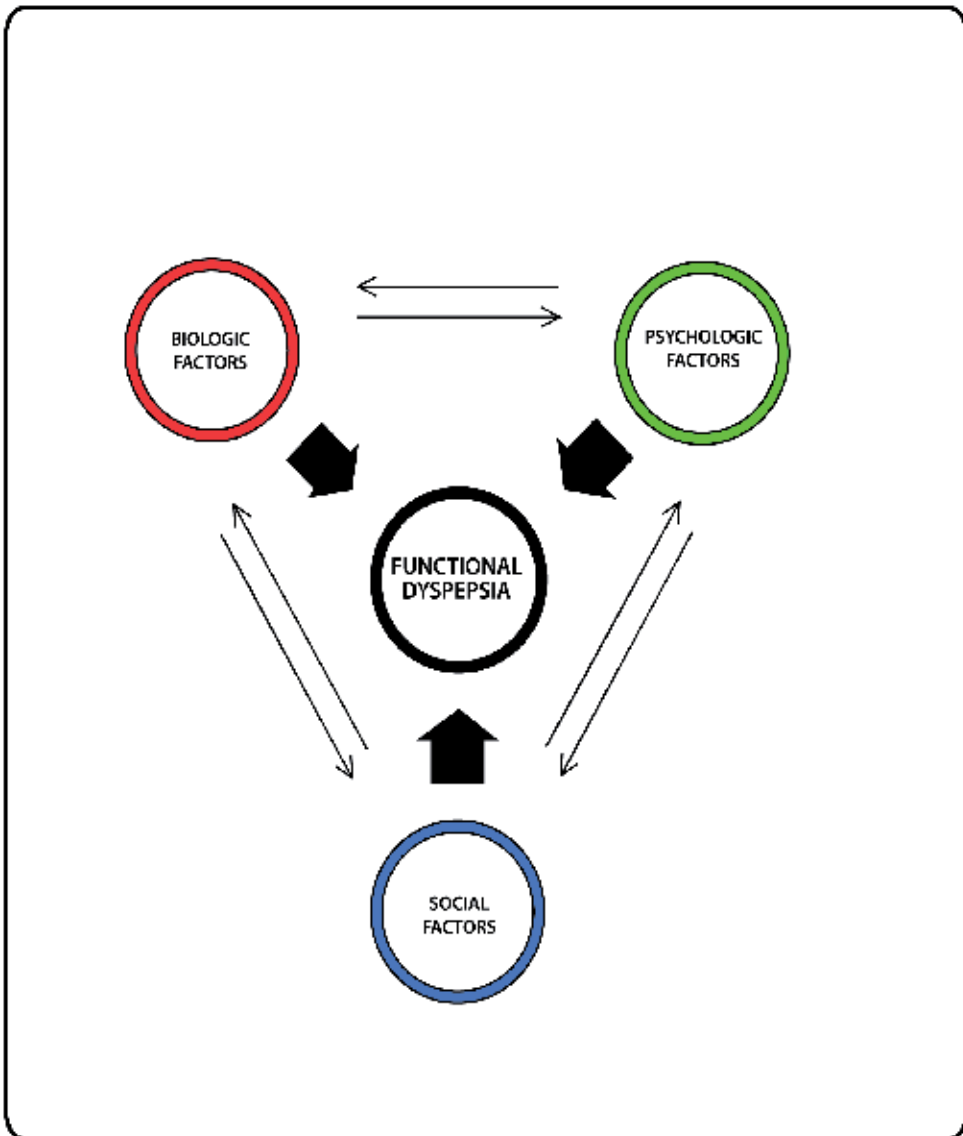 BIOLOGIC
FACTORS
PSYCHOLOGIC
FACTORS
FUNCTIONAL
DYSPEPSIA
SOCIAL
FACTORS